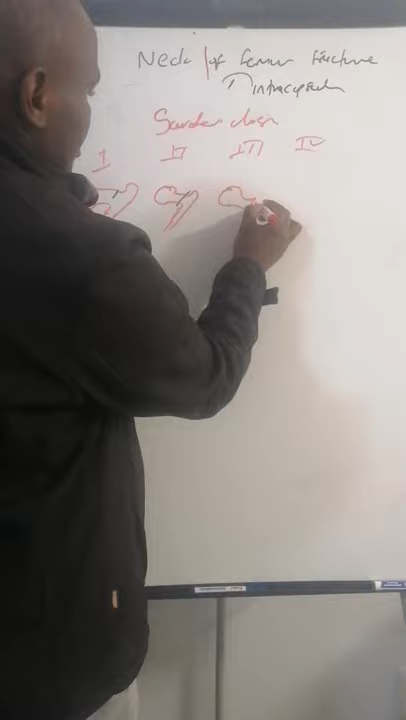 Neck of femur fracture
intracapsular
Garden class
I II III IV